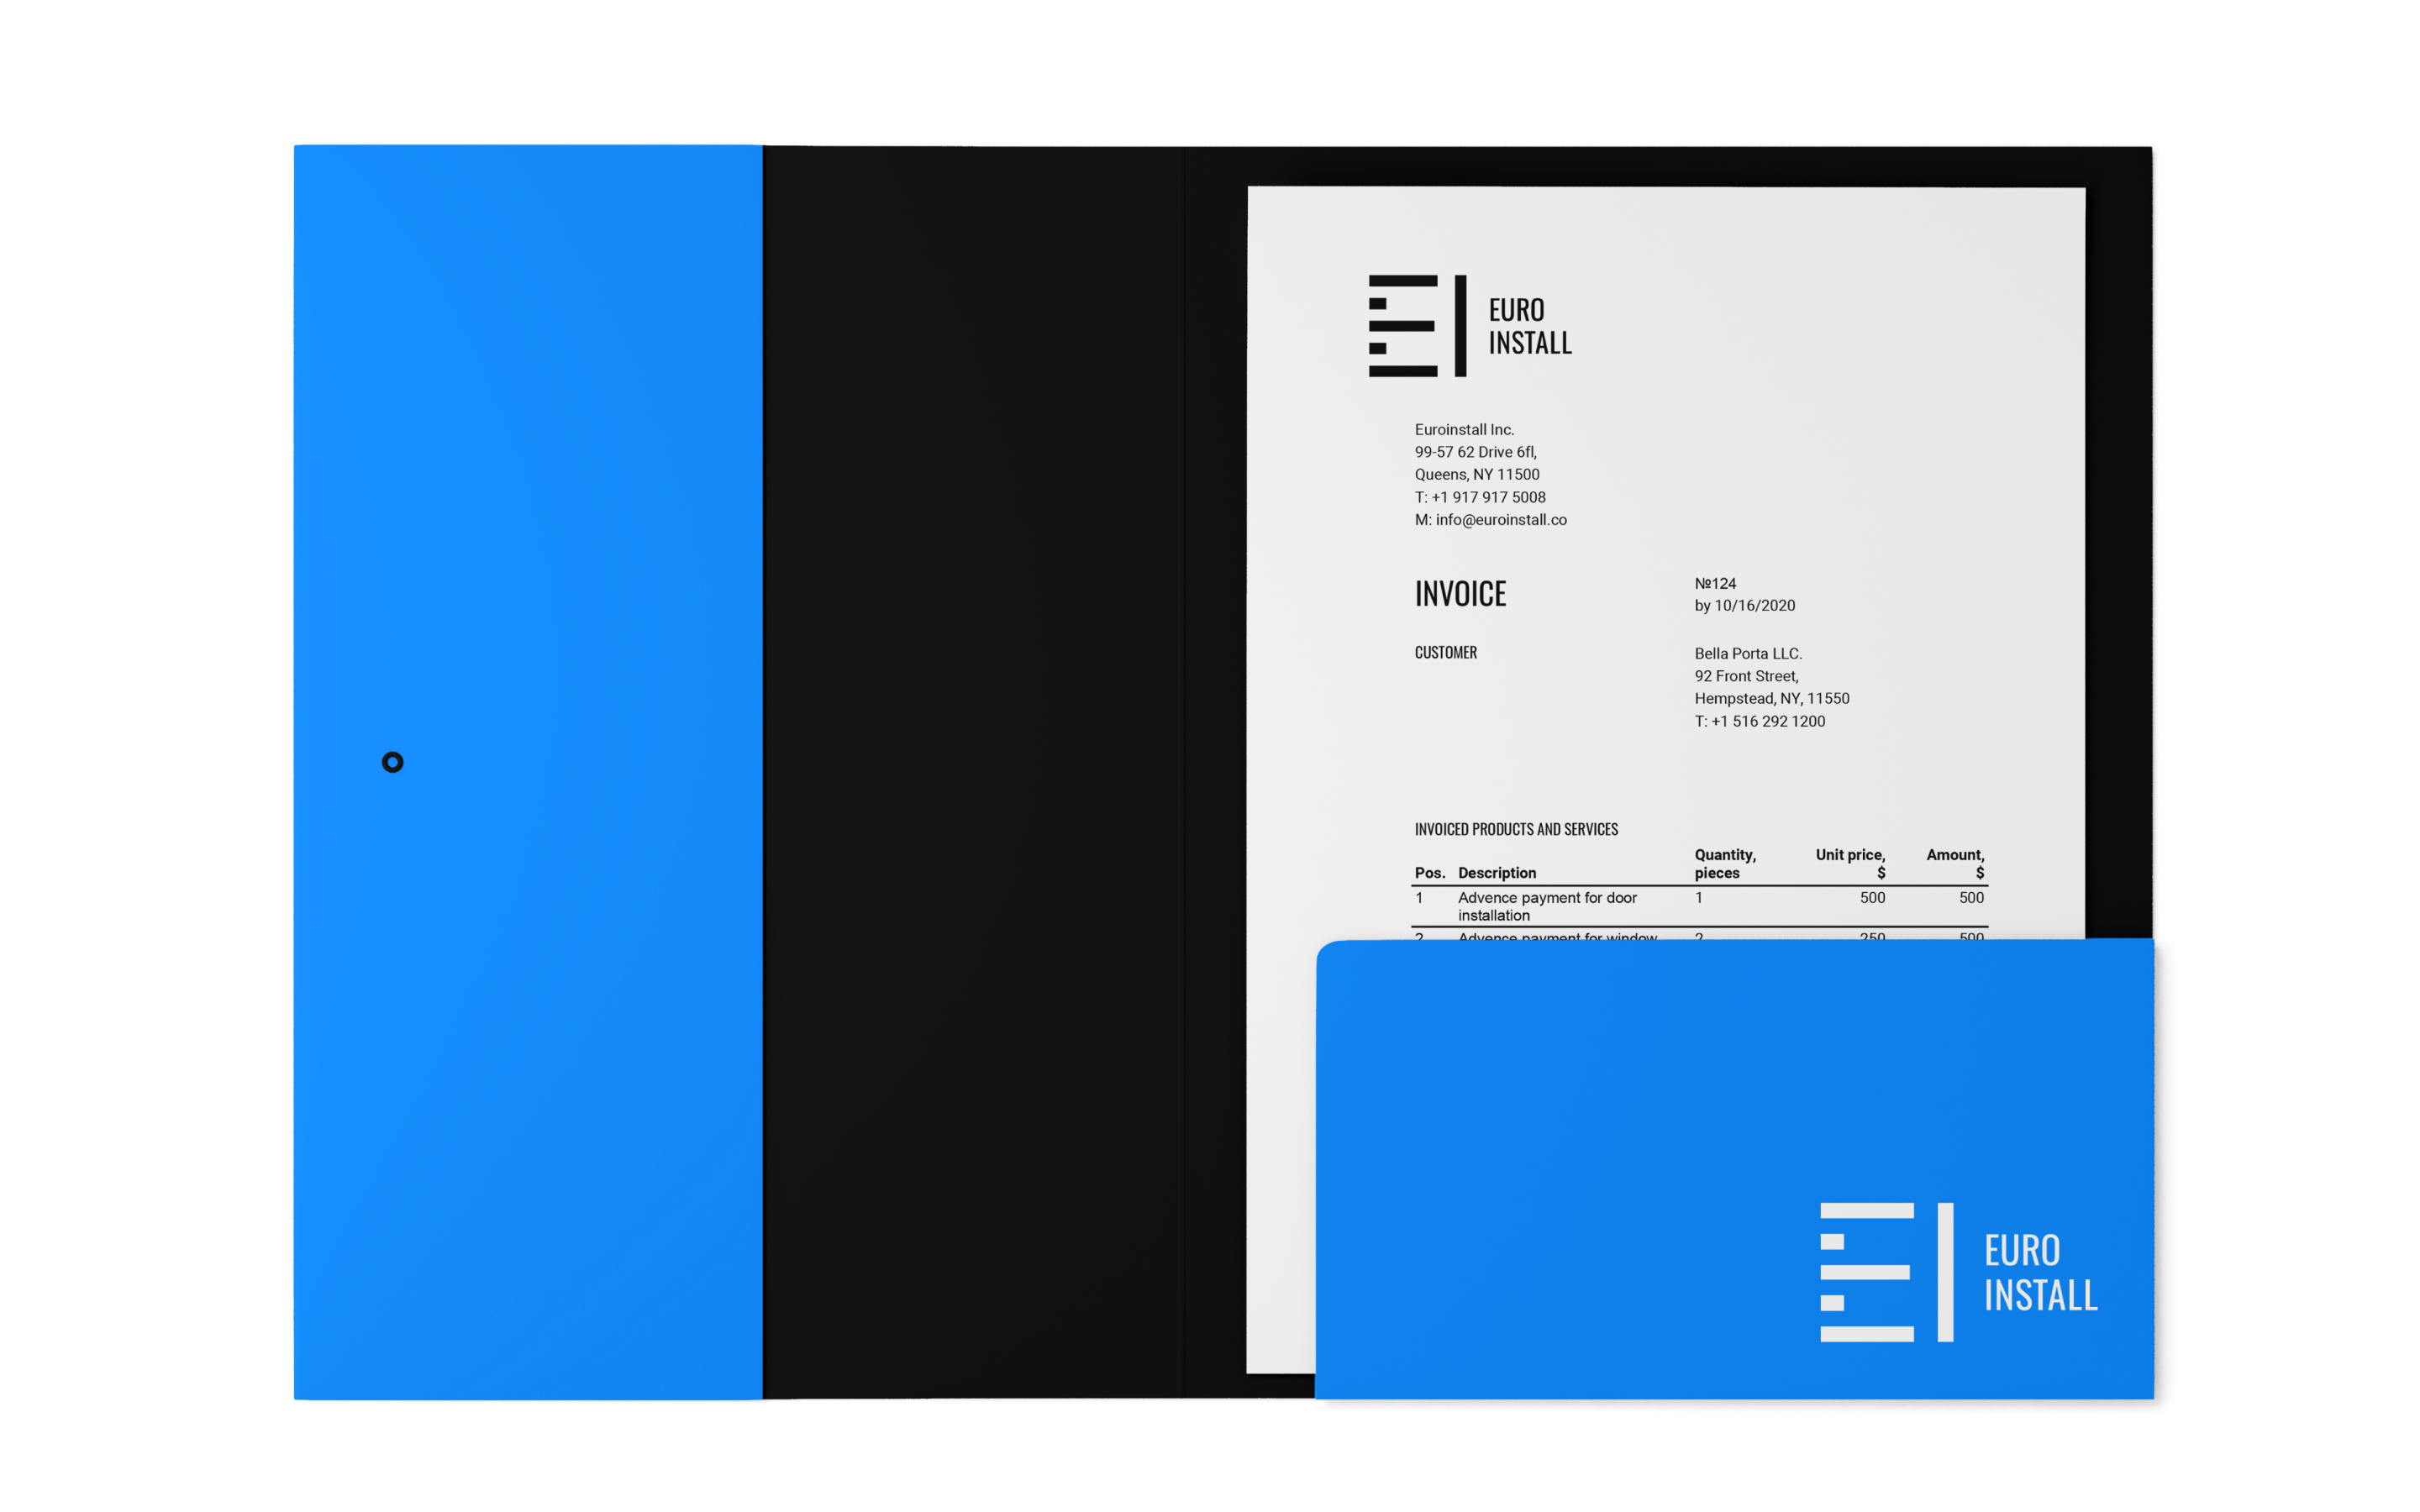 EURO
INSTALL
Euroinstall Inc.
99-57 62 Drive 6fl,
Queens, NY 11500
T: +1 917 917 5008
M: info@euroinstall.co
INVOICE
№124
by 10/16/2020
CUSTOMER
Bella Porta LLC.
92 Front Street,
Hempstead, NY, 11550
T: +1 516 292 1200
INVOICED PRODUCTS AND SERVICES
Pos. Description Quantity, pieces Unit price, $ Amount, $
1 Advence payment for door 1 500 500
installation
2 Advence payment for window 2 250 500
EURO
INSTALL